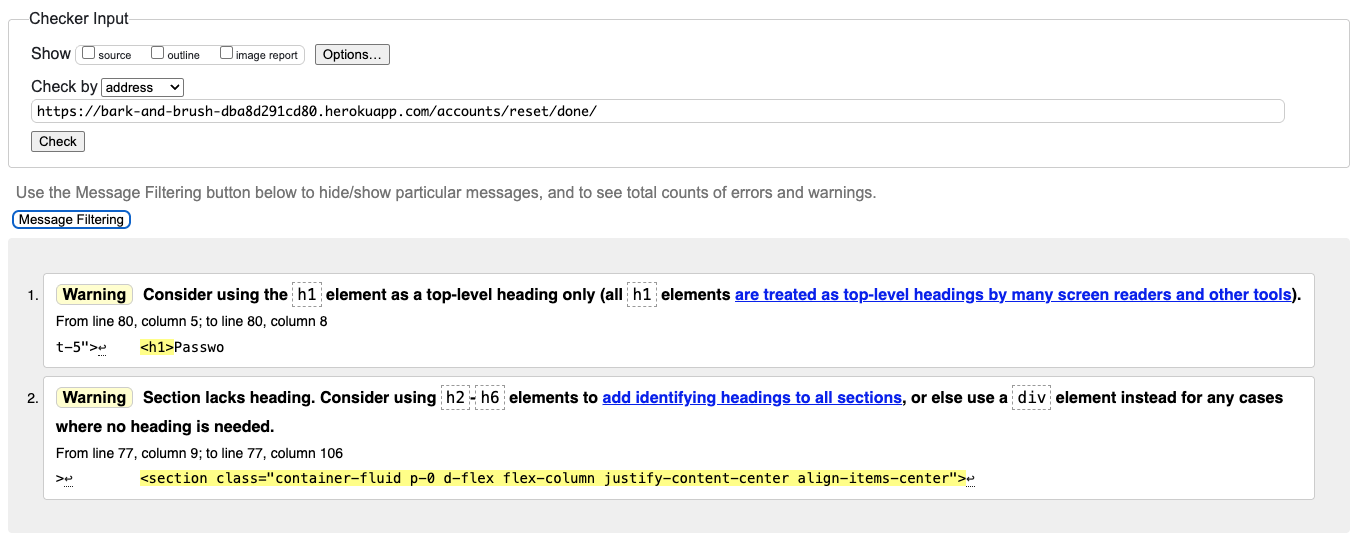 Checker Input
Show source outline image report Options...
Check by address
https://bark-and-brush-dba8d291cd80.herokuapp.com/accounts/reset/done/
Check
Use the Message Filtering button below to hide/show particular messages, and to see total counts of errors and warnings.
Message Filtering
1. Warning Consider using the h1 element as a top-level heading only (all h1 elements are treated as top-level headings by many screen readers and other tools).
From line 80, column 5; to line 80, column 8
t-5">↩ <h1>Passwo
2. Warning Section lacks heading. Consider using h2-h6 elements to add identifying headings to all sections, or else use a div element instead for any cases
where no heading is needed.
From line 77, column 9; to line 77, column 106
>↩ <section class="container-fluid p-0 d-flex flex-column justify-content-center align-items-center">↩